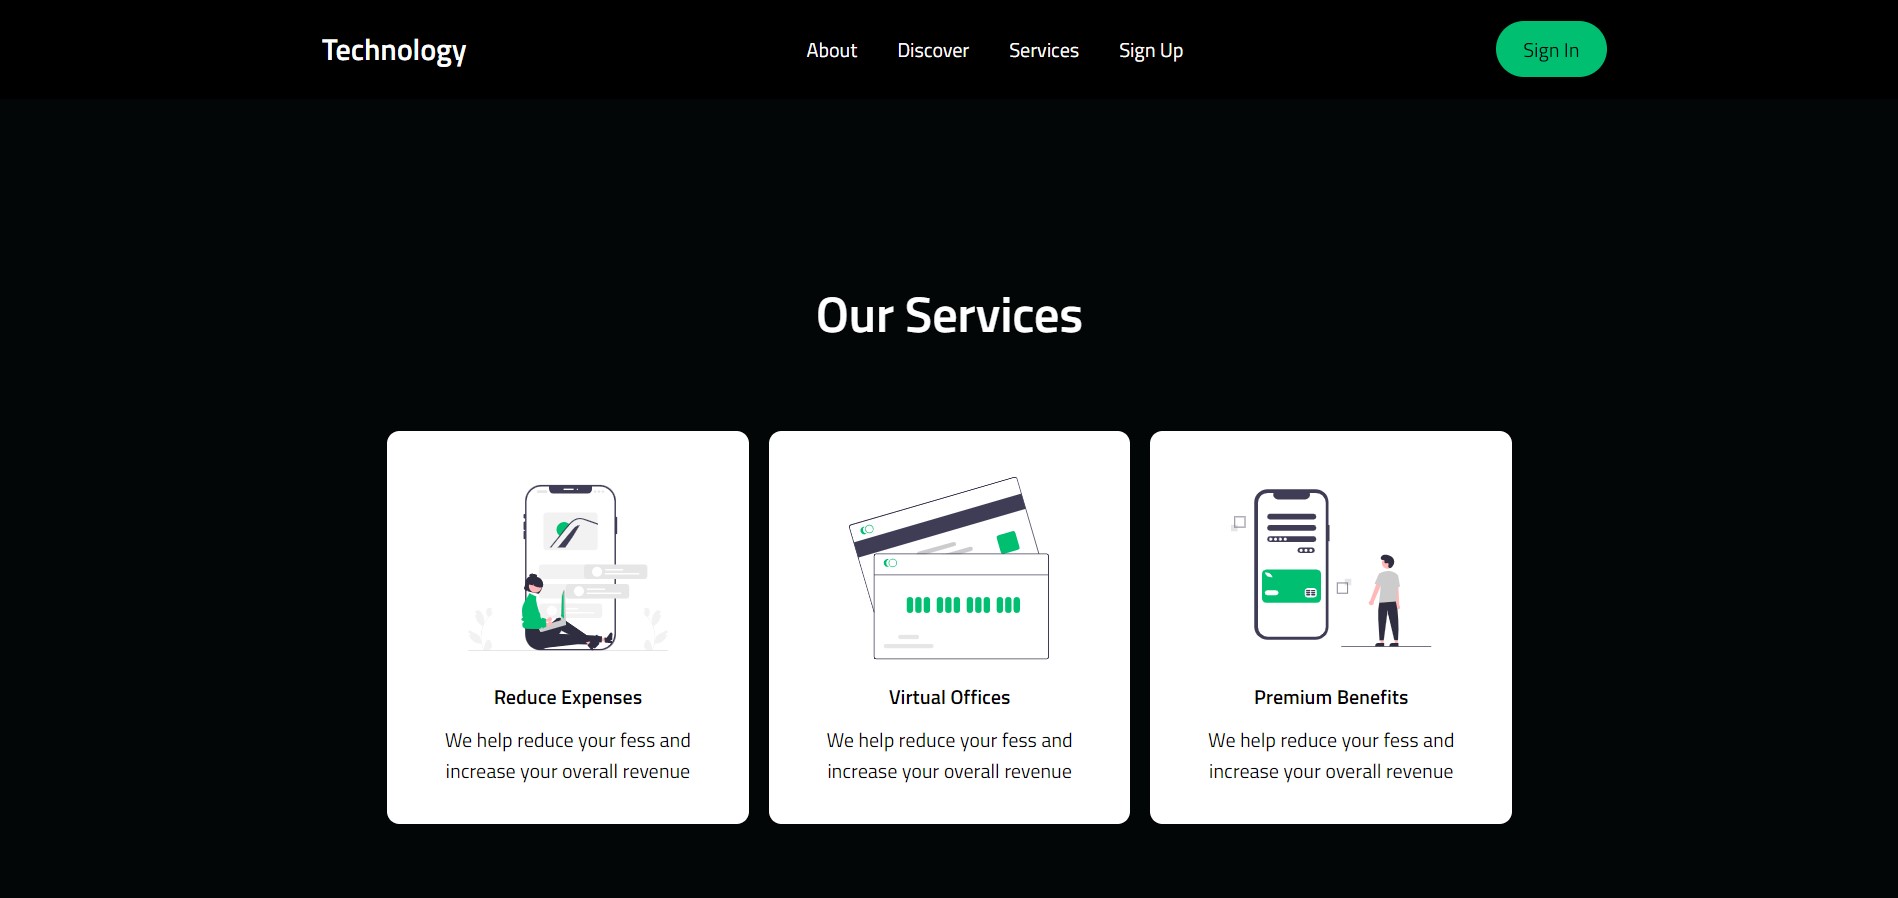 Technology
About Discover Services Sign Up
Sign In
Our Services
Reduce Expenses
We help reduce your fess and
increase your overall revenue
Virtual Offices
We help reduce your fess and
increase your overall revenue
Premium Benefits
We help reduce your fess and
increase your overall revenue